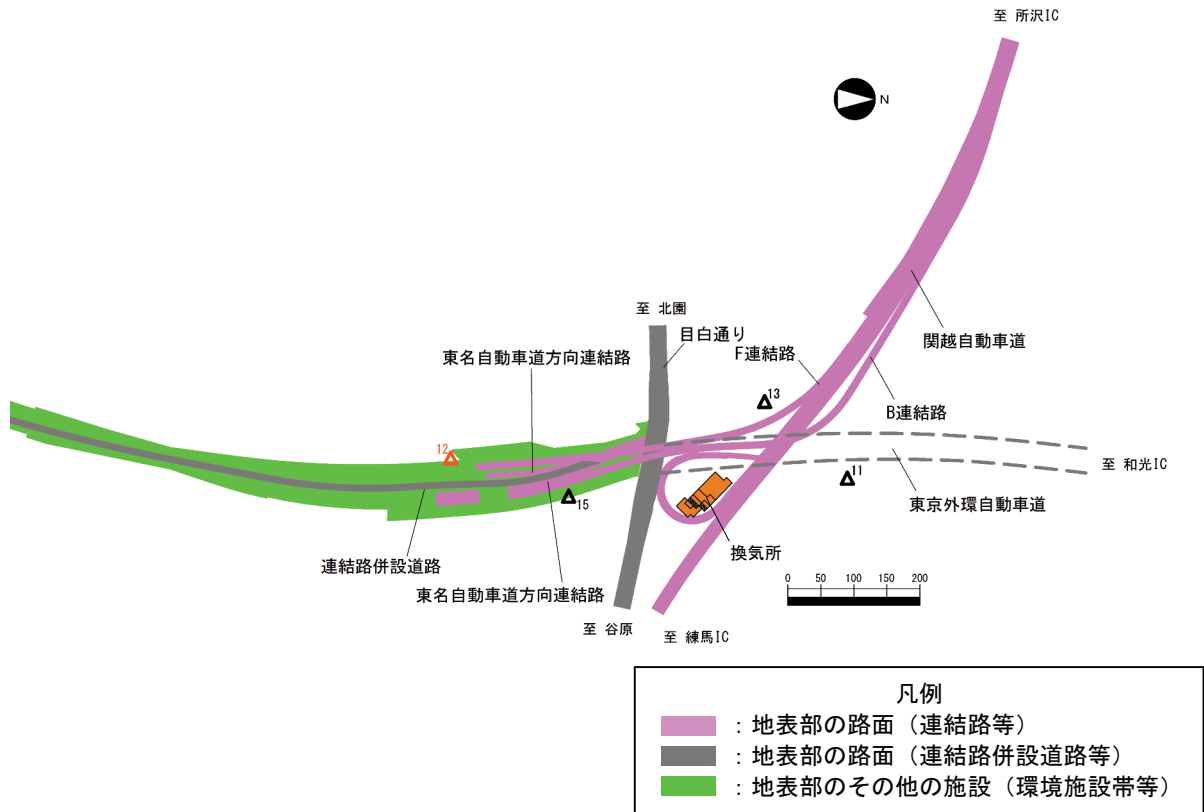 至 所沢IC
N
至 北園
目白通り
関越自動車道
F連結路
東名自動車道方向連結路
13
B連結路
12
至 和光IC
11
15
東京外環自動車道
換気所
連結路併設道路
東名自動車道方向連結路
0 50 100 150 200
至 谷原
至 練馬IC
凡例
：地表部の路面（連結路等）
：地表部の路面（連結路併設道路等）
：地表部のその他の施設（環境施設帯等）